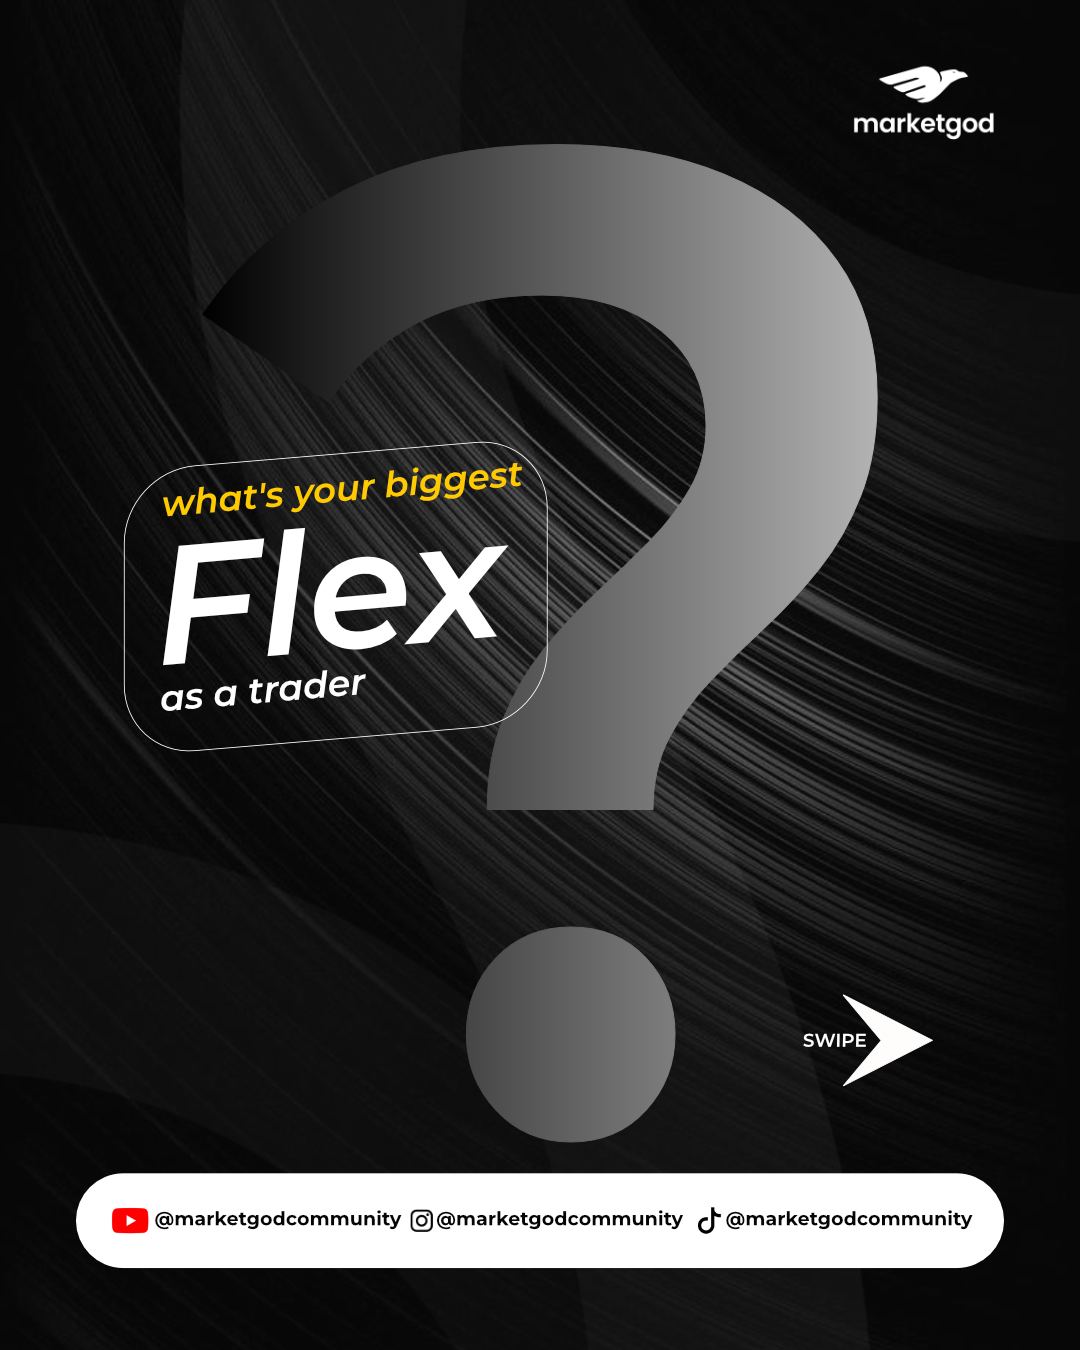 marketgod
what's your biggest
Flex
as a trader
?
SWIPE
@marketgodcommunity @marketgodcommunity @marketgodcommunity